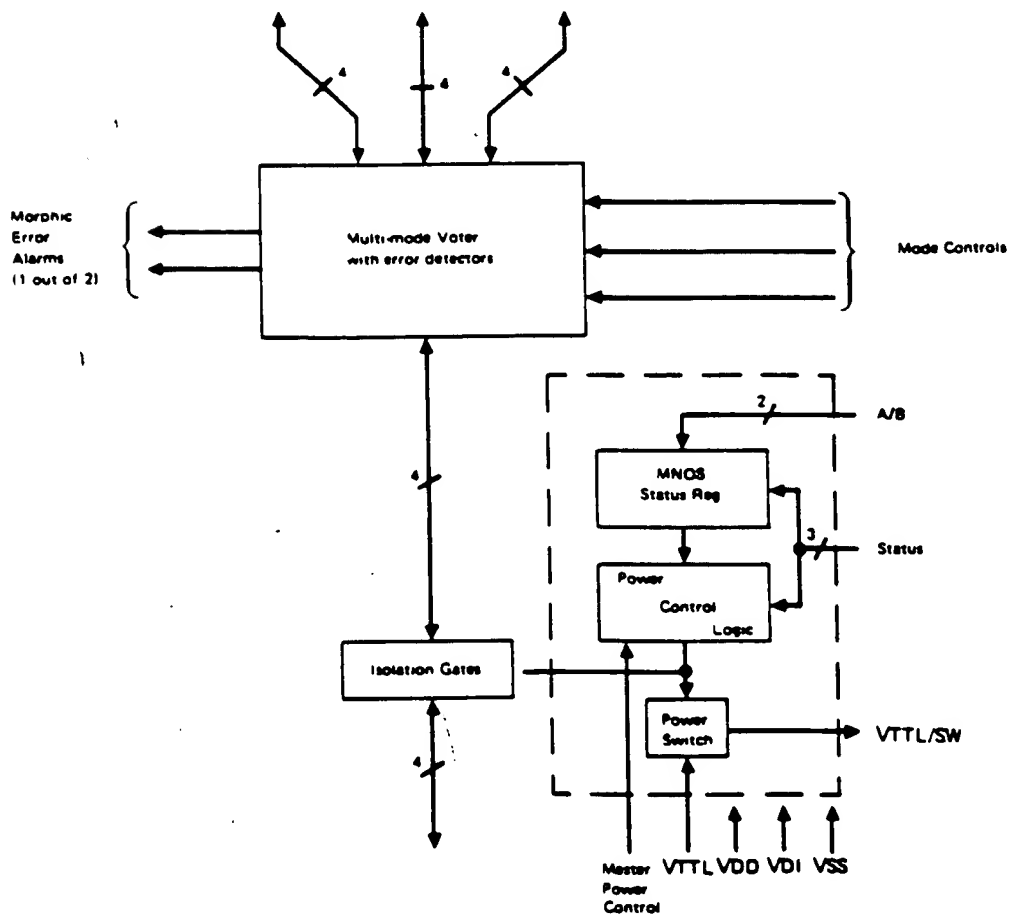 4
4
4
Morphic
Error
Alarms
(1 out of 2)
Multi-mode Voter
with error detectors
Mode Controls
2
A/B
MNOS
Status Reg
4
3
Status
Power
Control
Logic
Isolation Gates
Power
Switch
VTTL/SW
4
Master
Power
Control
VTTL
VDD
VDI
VSS